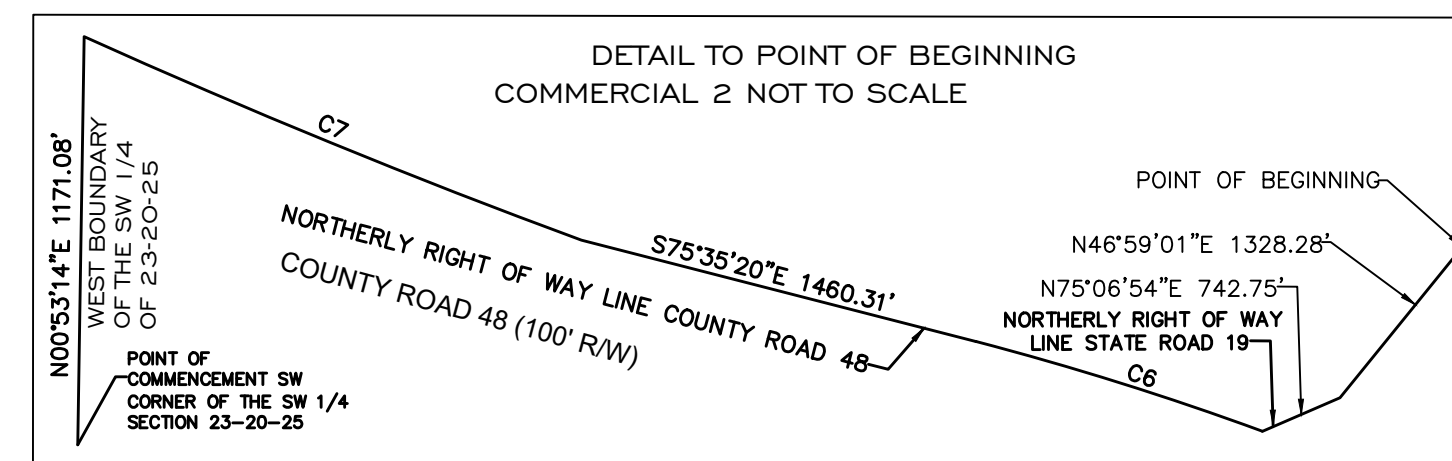 DETAIL TO POINT OF BEGINNING
COMMERCIAL 2 NOT TO SCALE
N00°53'14"E 1171.08'
WEST BOUNDARY
OF THE SW 1/4
OF 23-20-25
C7
NORTHERLY RIGHT OF WAY LINE COUNTY ROAD 48
COUNTY ROAD 48 (100' R/W)
S75°35'20"E 1460.31'
POINT OF BEGINNING
N46°59'01"E 1328.28'
N75°06'54"E 742.75'
NORTHERLY RIGHT OF WAY
LINE STATE ROAD 19
C6
POINT OF
COMMENCEMENT SW
CORNER OF THE SW 1/4
SECTION 23-20-25